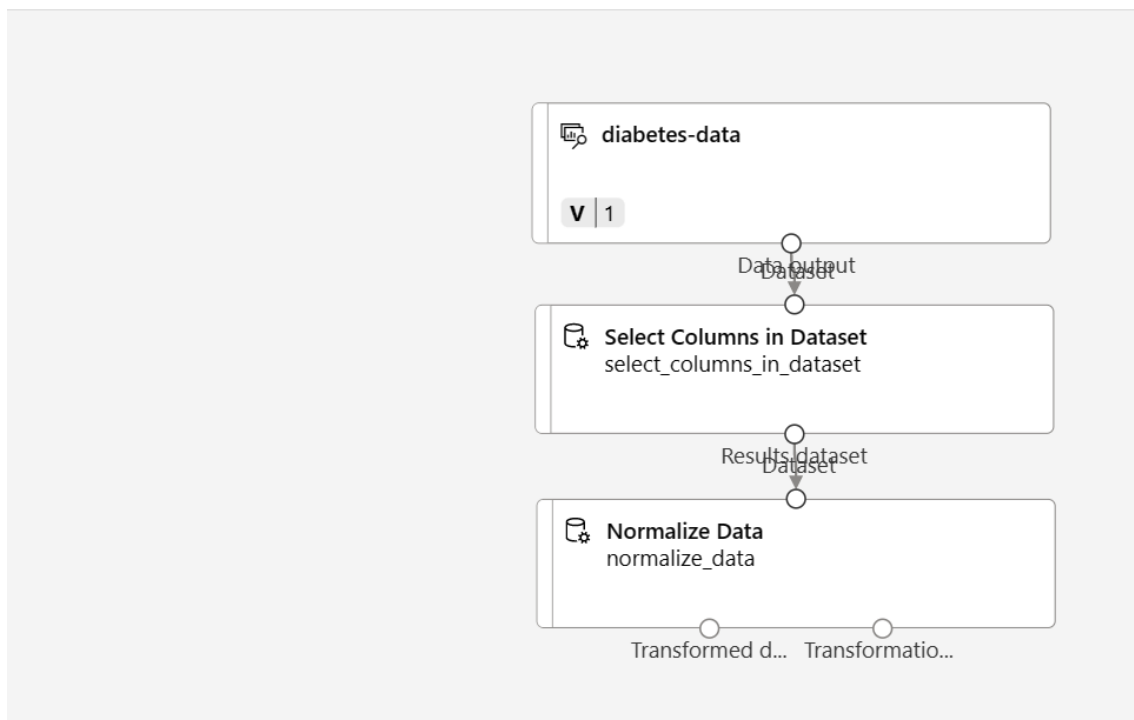 diabetes-data
V 1
Data output
Dataset
Select Columns in Dataset
select_columns_in_dataset
Results dataset
Dataset
Normalize Data
normalize_data
Transformed d... Transformatio...